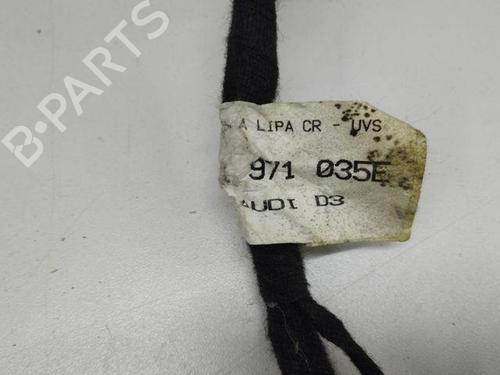 A LIPA CR - UVS
971 035E
AUDI D3
B-PARTS